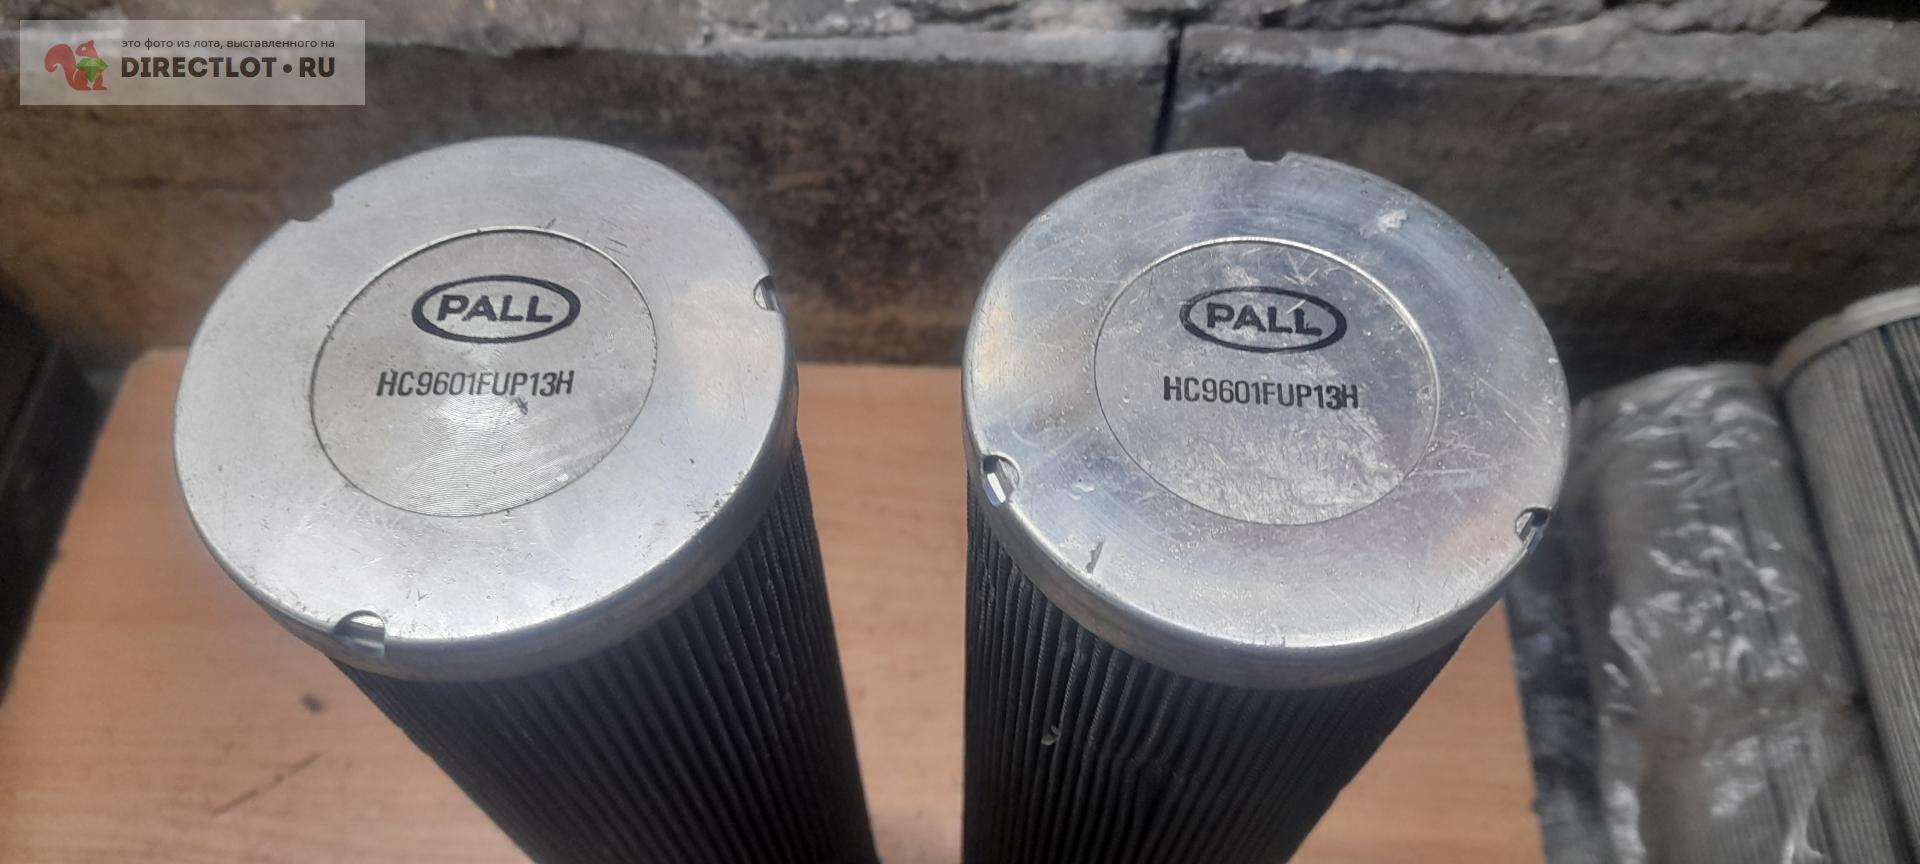 это фото из лота, выставленного на
DIRECTLOT•RU
PALL
HC9601FUP13H
PALL
HC9601FUP13H